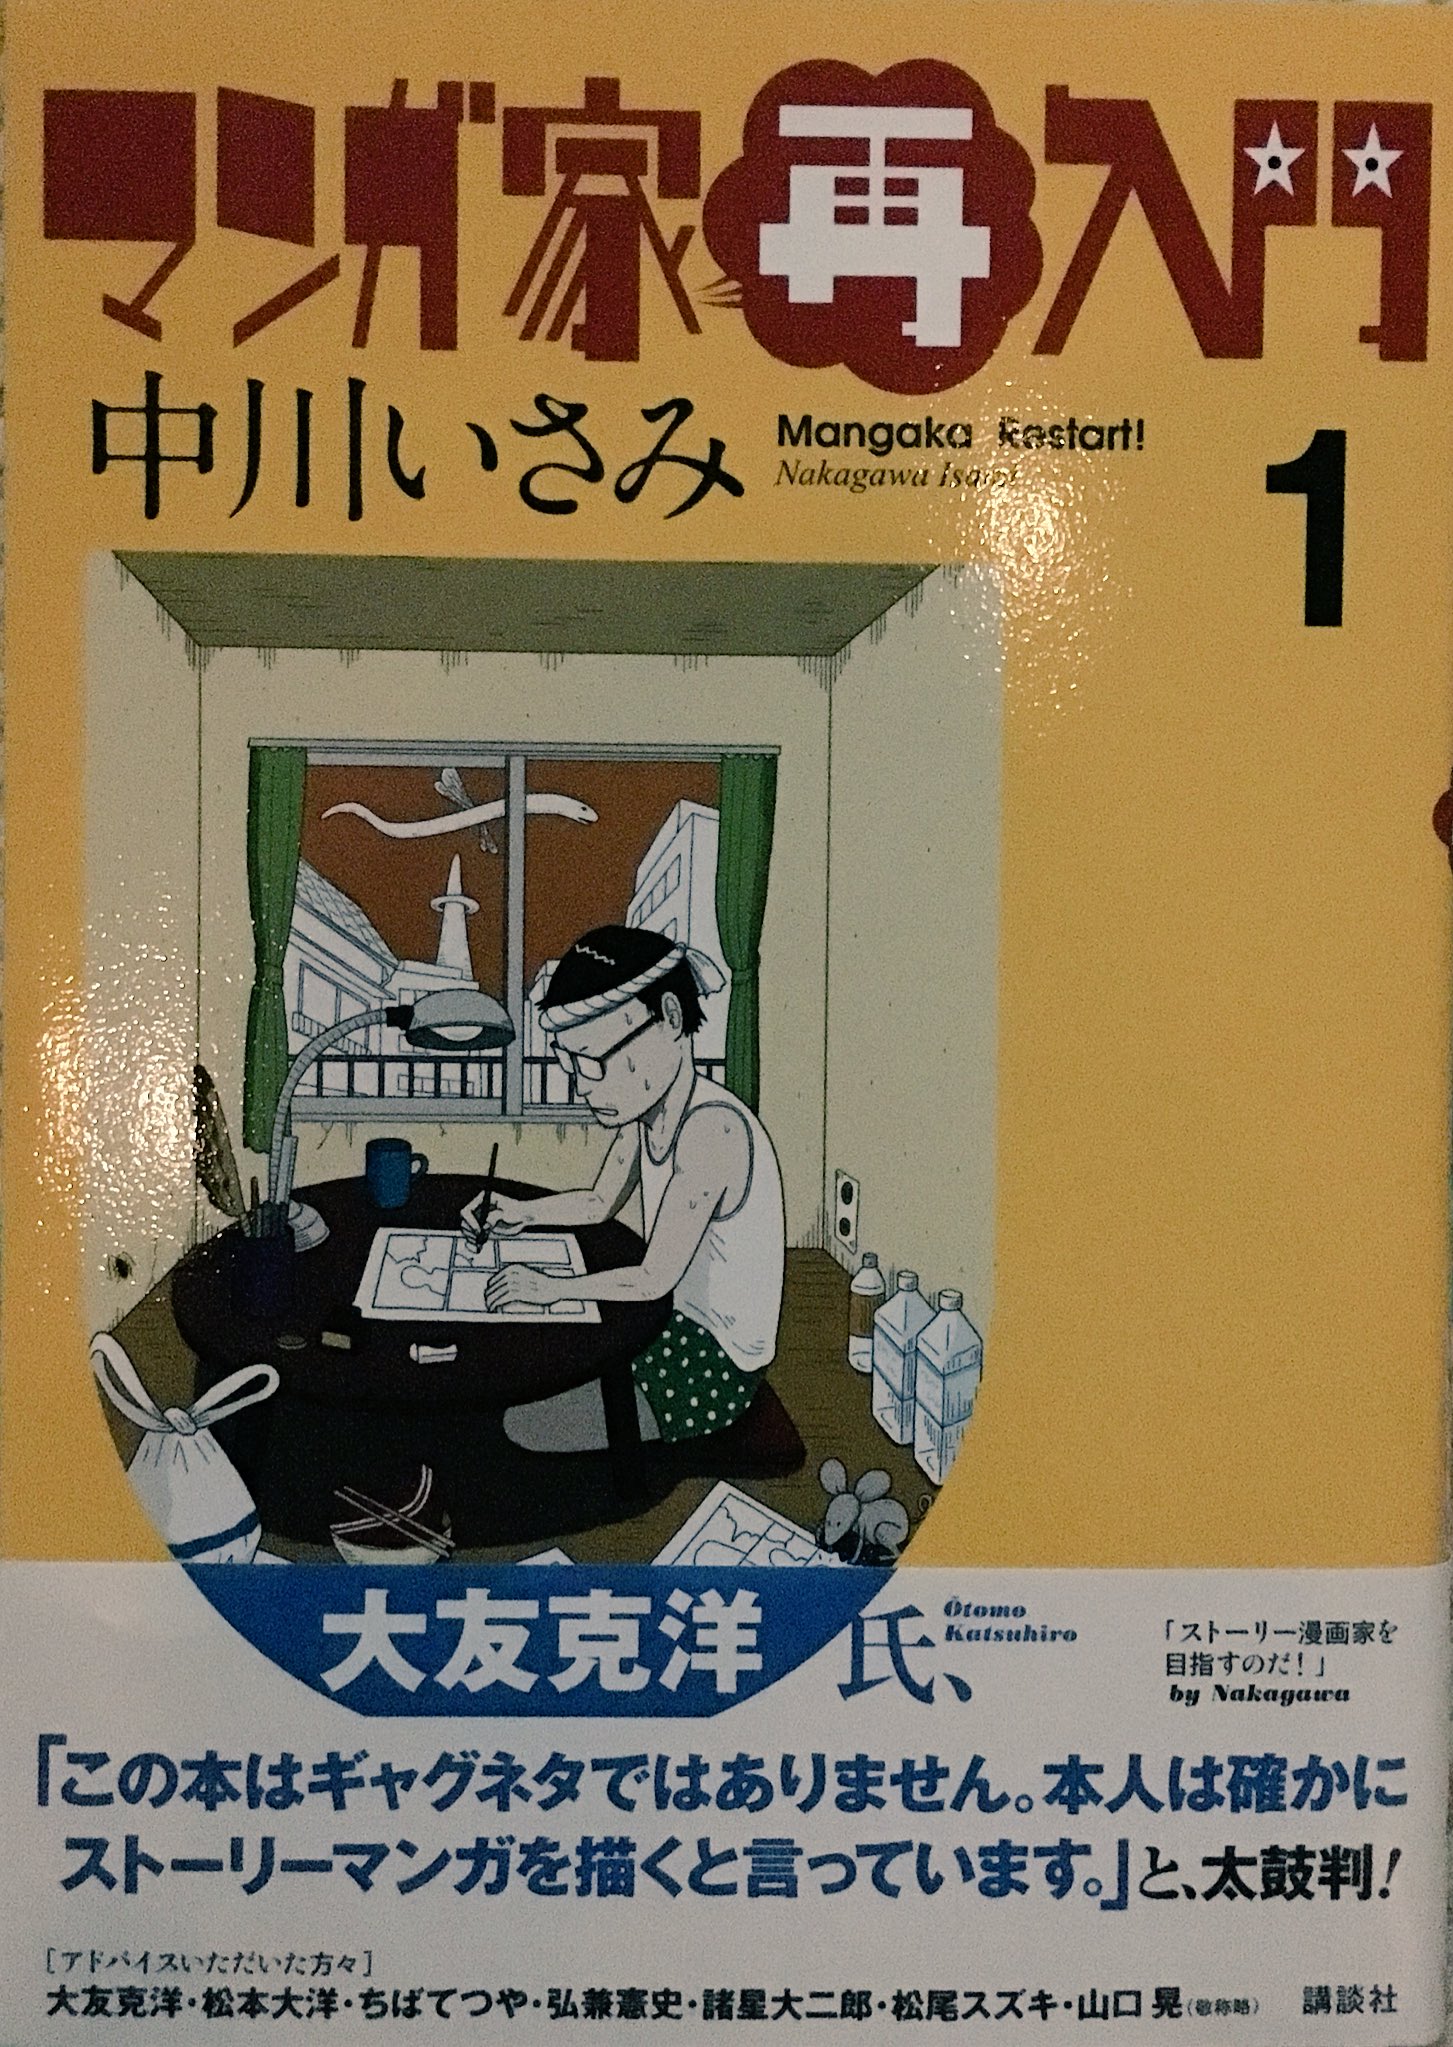 マンガ家再入門
中川いさみ
Mangaka Restart!
Nakagawa Isami
1
大友克洋氏、
Ōtomo
Katsuhiro
「ストーリー漫画家を
目指すのだ!」
by Nakagawa
「この本はギャグネタではありません。本人は確かに
ストーリーマンガを描くと言っています。」と、太鼓判!
[アドバイスいただいた方々]
大友克洋・松本大洋・ちばてつや・弘兼憲史・諸星大二郎・松尾スズキ・山口 晃(敬称略)
講談社